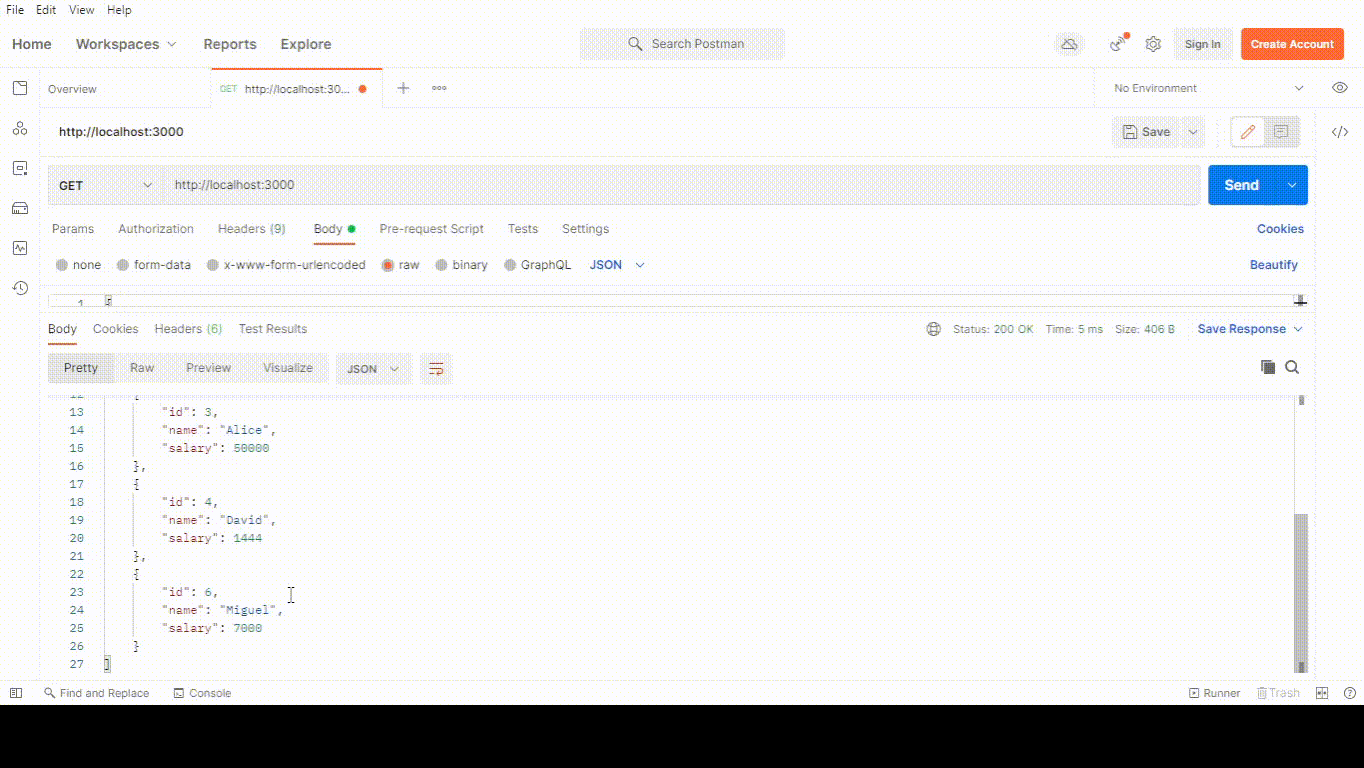 File Edit View Help
Home Workspaces Reports Explore Search Postman Sign In Create Account
Overview GET http://localhost:30... No Environment
http://localhost:3000 Save
GET http://localhost:3000 Send
Params Authorization Headers (9) Body Pre-request Script Tests Settings Cookies
none form-data x-www-form-urlencoded raw binary GraphQL JSON Beautify
1 [
Body Cookies Headers (6) Test Results Status: 200 OK Time: 5 ms Size: 406 B Save Response
Pretty Raw Preview Visualize JSON
12 {
13 "id": 3,
14 "name": "Alice",
15 "salary": 50000
16 },
17 {
18 "id": 4,
19 "name": "David",
20 "salary": 1444
21 },
22 {
23 "id": 6,
24 "name": "Miguel",
25 "salary": 7000
26 }
27 ]
Find and Replace Console Runner Trash